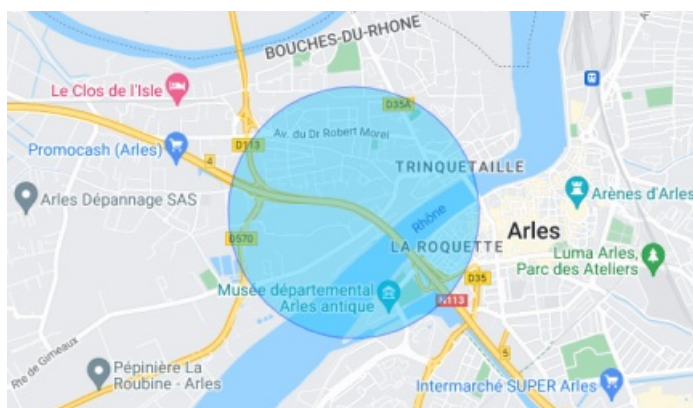 BOUCHES-DU-RHONE
Le Clos de l'Isle
D35A
D113
Av. du Dr Robert Morel
Promocash (Arles)
4
TRINQUETAILLE
Arles Dépannage SAS
Arènes d'Arles
Rhône
Arles
D570
LA ROQUETTE
Luma Arles,
Parc des Ateliers
D35
Musée départemental
Arles antique
N113
Rte de Gimeaux
5
Pépinière La
Roubine - Arles
Intermarché SUPER Arles